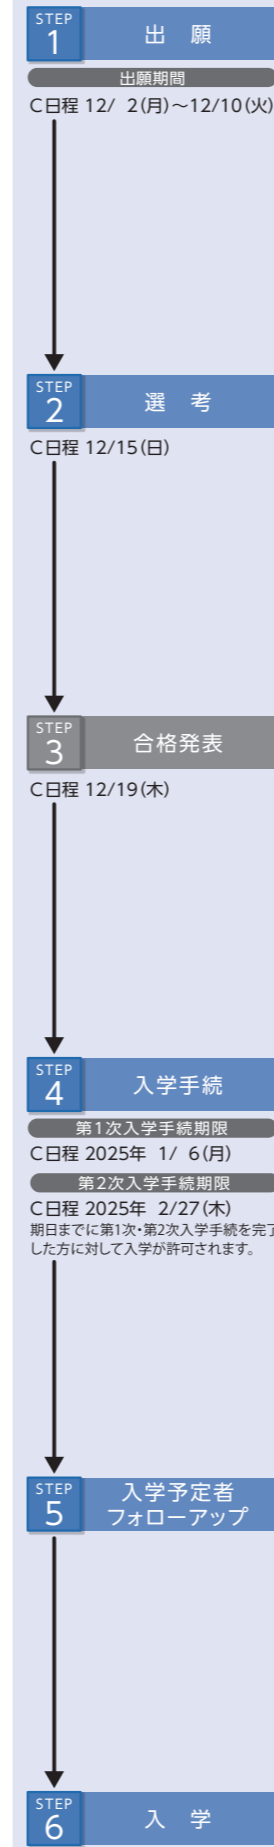 STEP
1
出 願
出願期間
C日程 12/ 2(月)～12/10(火)
STEP
2
選 考
C日程 12/15(日)
STEP
3
合格発表
C日程 12/19(木)
STEP
4
入学手続
第1次入学手続期限
C日程 2025年 1/ 6(月)
第2次入学手続期限
C日程 2025年 2/27(木)
期日までに第1次・第2次入学手続を完了
した方に対して入学が許可されます。
STEP
5
入学予定者
フォローアップ
STEP
6
入 学